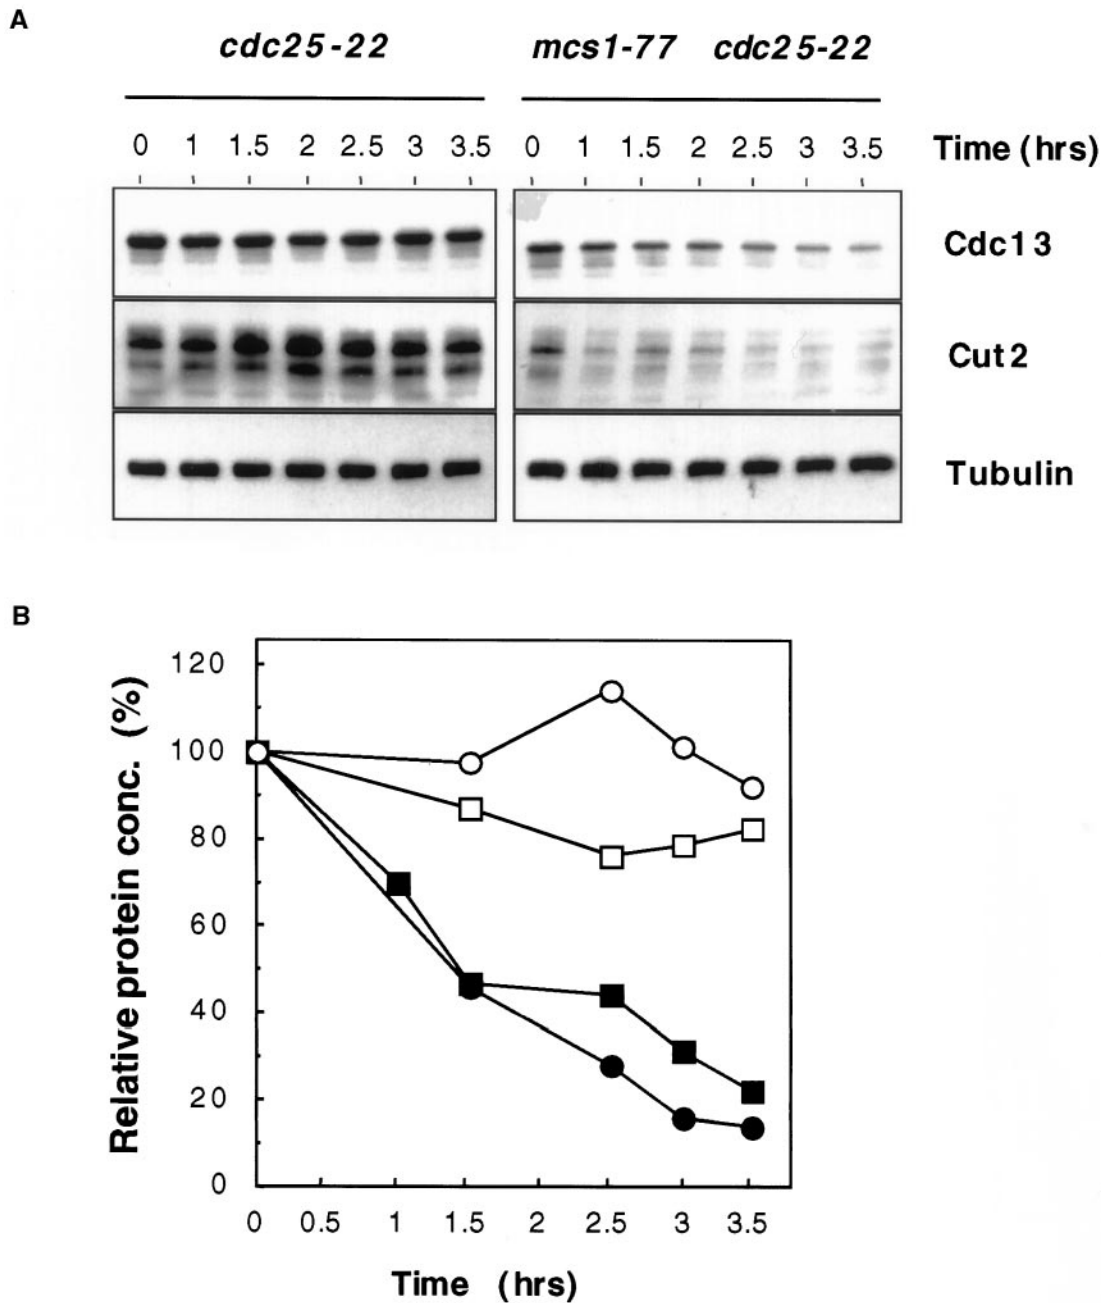 A
cdc25-22 mcs1-77 cdc25-22
0 1 1.5 2 2.5 3 3.5 0 1 1.5 2 2.5 3 3.5 Time (hrs)
Cdc13
Cut2
Tubulin
B
Relative protein conc. (%)
120
100
80
60
40
20
0
0 0.5 1 1.5 2 2.5 3 3.5
Time (hrs)